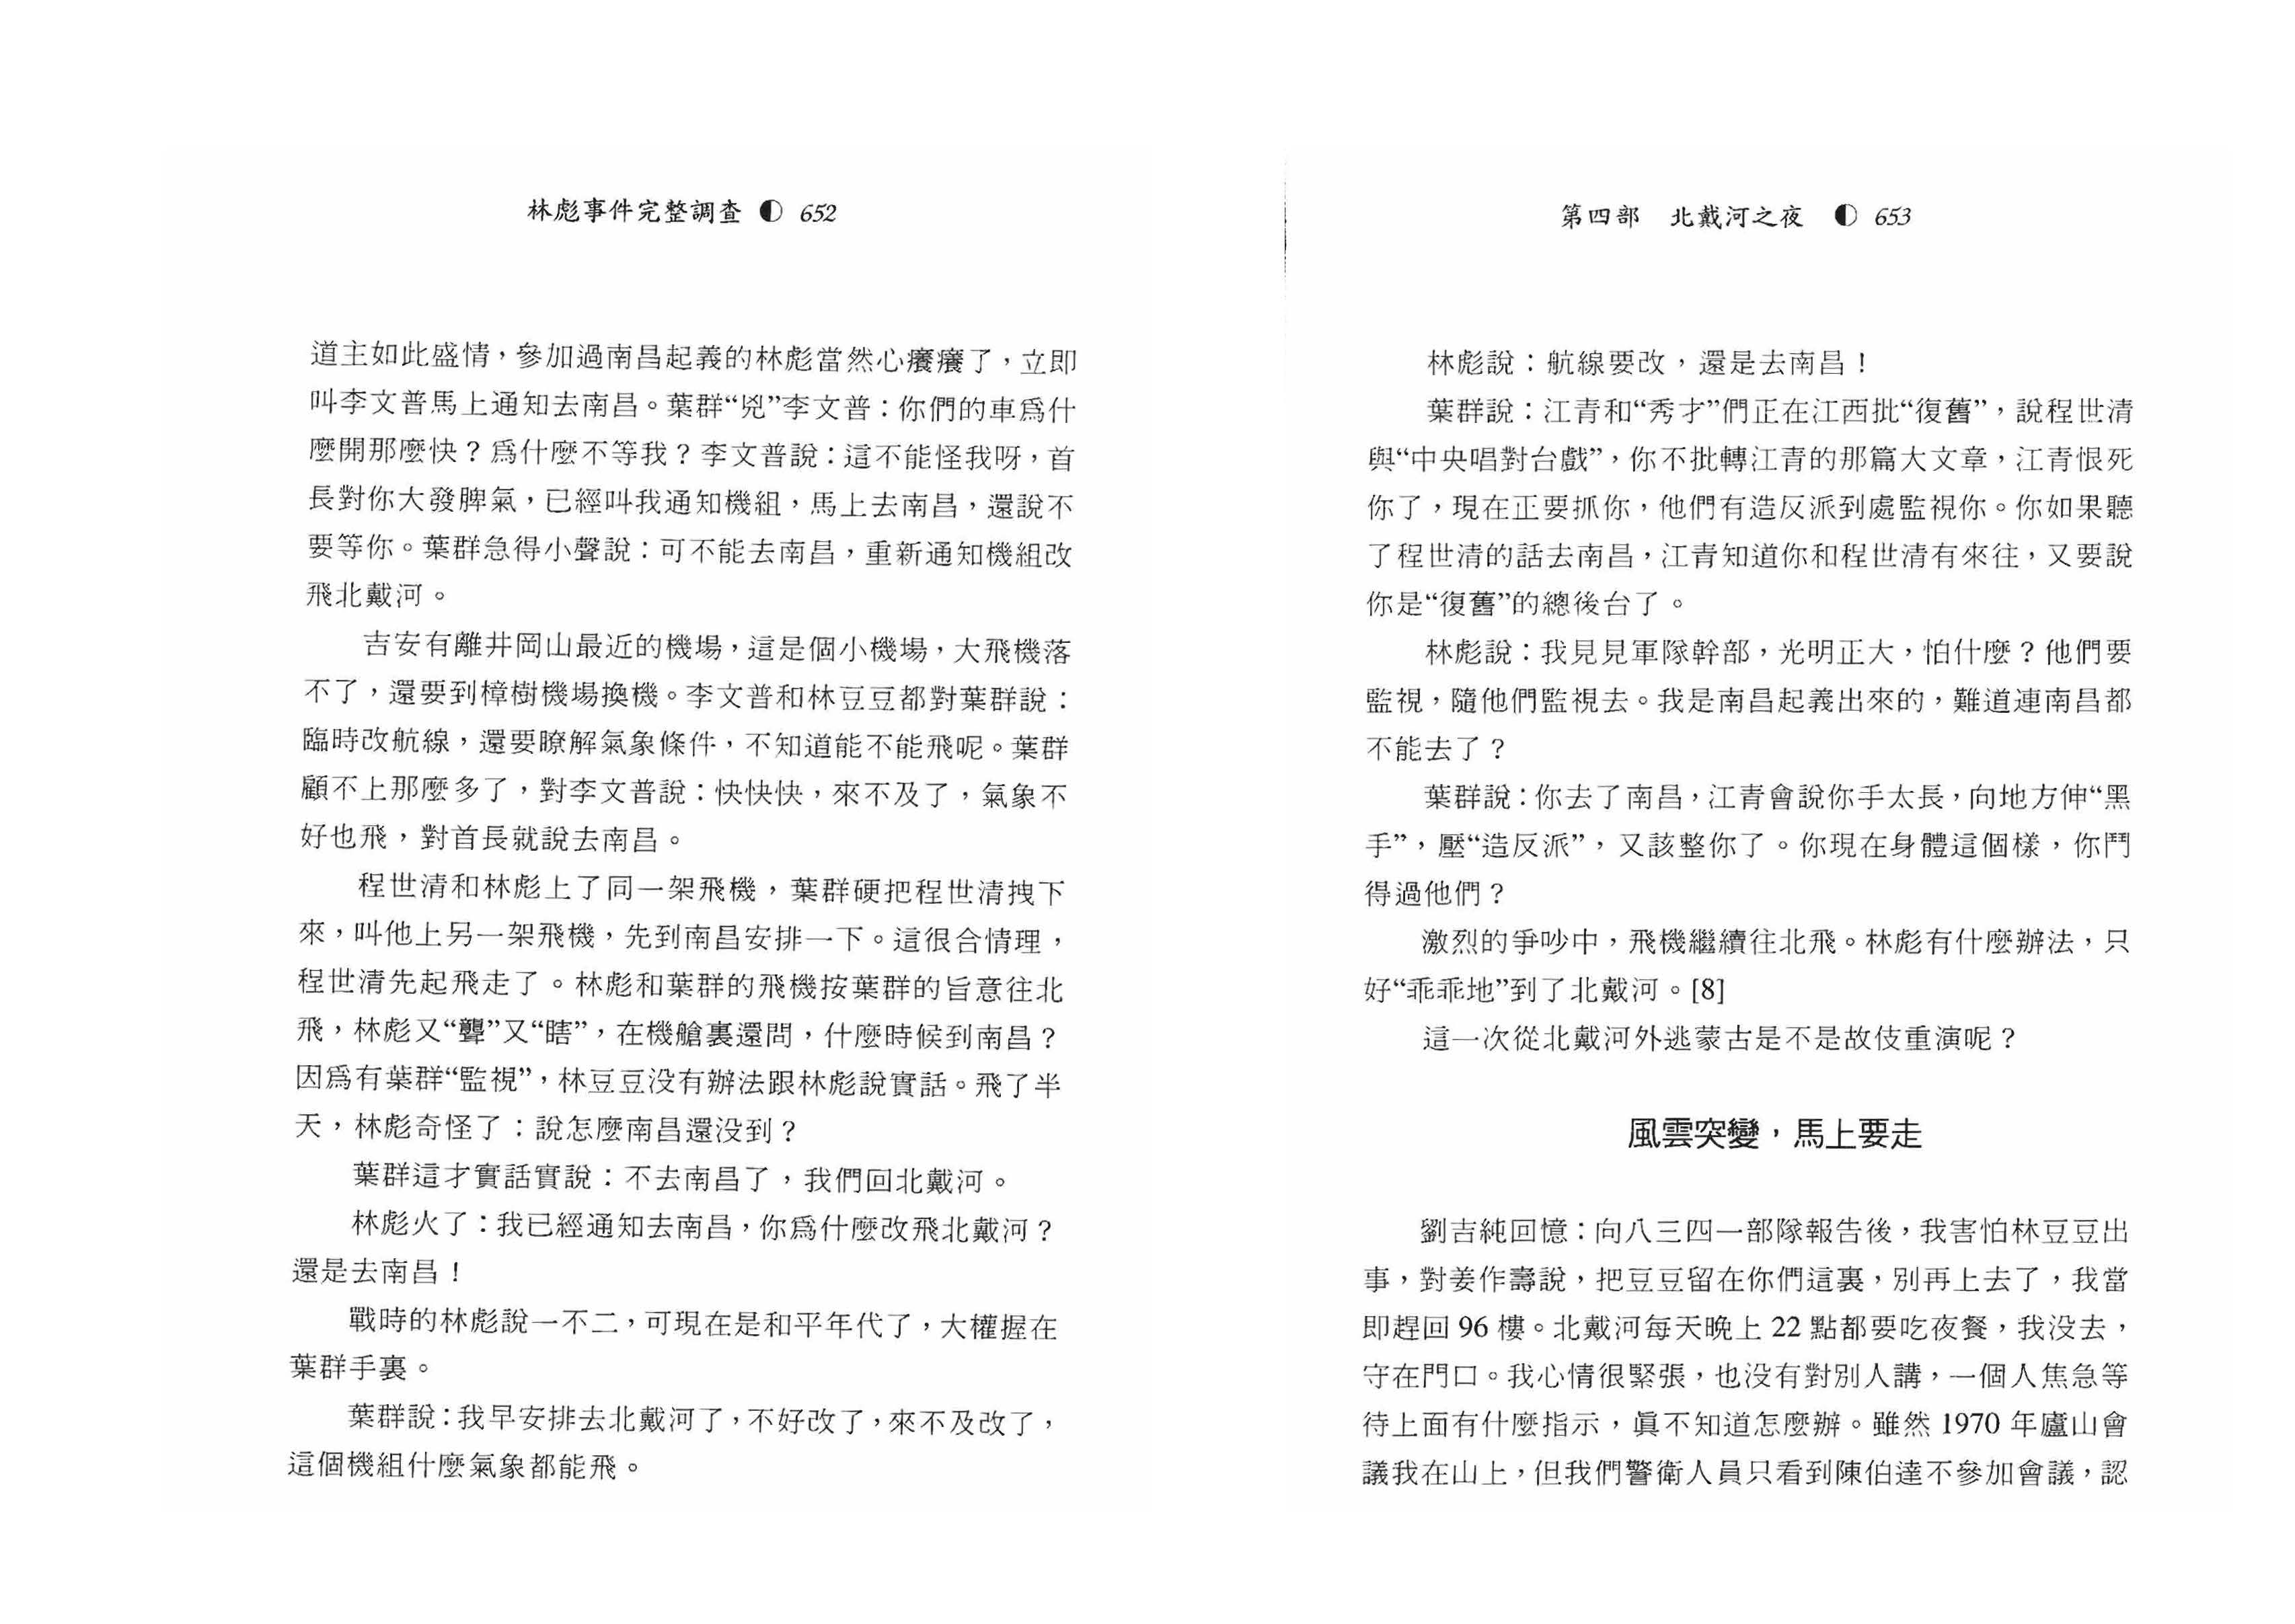 林彪事件完整調查 ◐ 652
道主如此盛情，參加過南昌起義的林彪當然心癢癢了，立即
叫李文普馬上通知去南昌。葉群“兇”李文普：你們的車爲什
麼開那麼快？爲什麼不等我？李文普說：這不能怪我呀，首
長對你大發脾氣，已經叫我通知機組，馬上去南昌，還說不
要等你。葉群急得小聲說：可不能去南昌，重新通知機組改
飛北戴河。
吉安有離井岡山最近的機場，這是個小機場，大飛機落
不了，還要到樟樹機場換機。李文普和林豆豆都對葉群說：
臨時改航線，還要瞭解氣象條件，不知道能不能飛呢。葉群
顧不上那麼多了，對李文普說：快快快，來不及了，氣象不
好也飛，對首長就說去南昌。
程世清和林彪上了同一架飛機，葉群硬把程世清拽下
來，叫他上另一架飛機，先到南昌安排一下。這很合情理，
程世清先起飛走了。林彪和葉群的飛機按葉群的旨意往北
飛，林彪又“聾”又“瞎”，在機艙裏還問，什麼時候到南昌？
因爲有葉群“監視”，林豆豆没有辦法跟林彪說實話。飛了半
天，林彪奇怪了：說怎麼南昌還没到？
葉群這才實話實說：不去南昌了，我們回北戴河。
林彪火了：我已經通知去南昌，你爲什麼改飛北戴河？
還是去南昌！
戰時的林彪說一不二，可現在是和平年代了，大權握在
葉群手裏。
葉群說：我早安排去北戴河了，不好改了，來不及改了，
這個機組什麼氣象都能飛。
第四部　北戴河之夜 ◐ 653
林彪說：航線要改，還是去南昌！
葉群說：江青和“秀才”們正在江西批“復舊”，說程世清
與“中央唱對台戲”，你不批轉江青的那篇大文章，江青恨死
你了，現在正要抓你，他們有造反派到處監視你。你如果聽
了程世清的話去南昌，江青知道你和程世清有來往，又要說
你是“復舊”的總後台了。
林彪說：我見見軍隊幹部，光明正大，怕什麼？他們要
監視，隨他們監視去。我是南昌起義出來的，難道連南昌都
不能去了？
葉群說：你去了南昌，江青會說你手太長，向地方伸“黑
手”，壓“造反派”，又該整你了。你現在身體這個樣，你鬥
得過他們？
激烈的爭吵中，飛機繼續往北飛。林彪有什麼辦法，只
好“乖乖地”到了北戴河。[8]
這一次從北戴河外逃蒙古是不是故伎重演呢？
風雲突變，馬上要走
劉吉純回憶：向八三四一部隊報告後，我害怕林豆豆出
事，對姜作壽說，把豆豆留在你們這裏，別再上去了，我當
即趕回 96 樓。北戴河每天晚上 22 點都要吃夜餐，我没去，
守在門口。我心情很緊張，也没有對別人講，一個人焦急等
待上面有什麼指示，眞不知道怎麼辦。雖然 1970 年廬山會
議我在山上，但我們警衛人員只看到陳伯達不參加會議，認